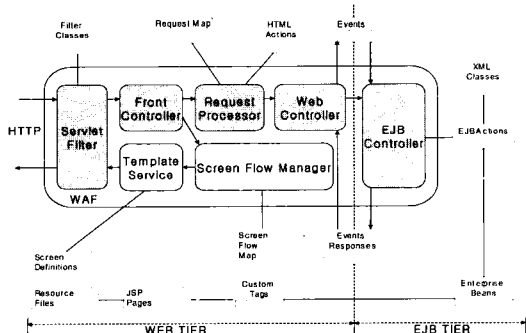 Filter
Classes
Request Map
HTML
Actions
Events
XML
Classes
HTTP
Servlet
Filter
Front
Controller
Request
Processor
Web
Controller
EJB
Controller
EJBActions
Template
Service
Screen Flow Manager
WAF
Screen
Definitions
Screen
Flow
Map
Events
Responses
Resource
Files
JSP
Pages
Custom
Tags
Enterprise
Beans
WEB TIER
EJB TIER